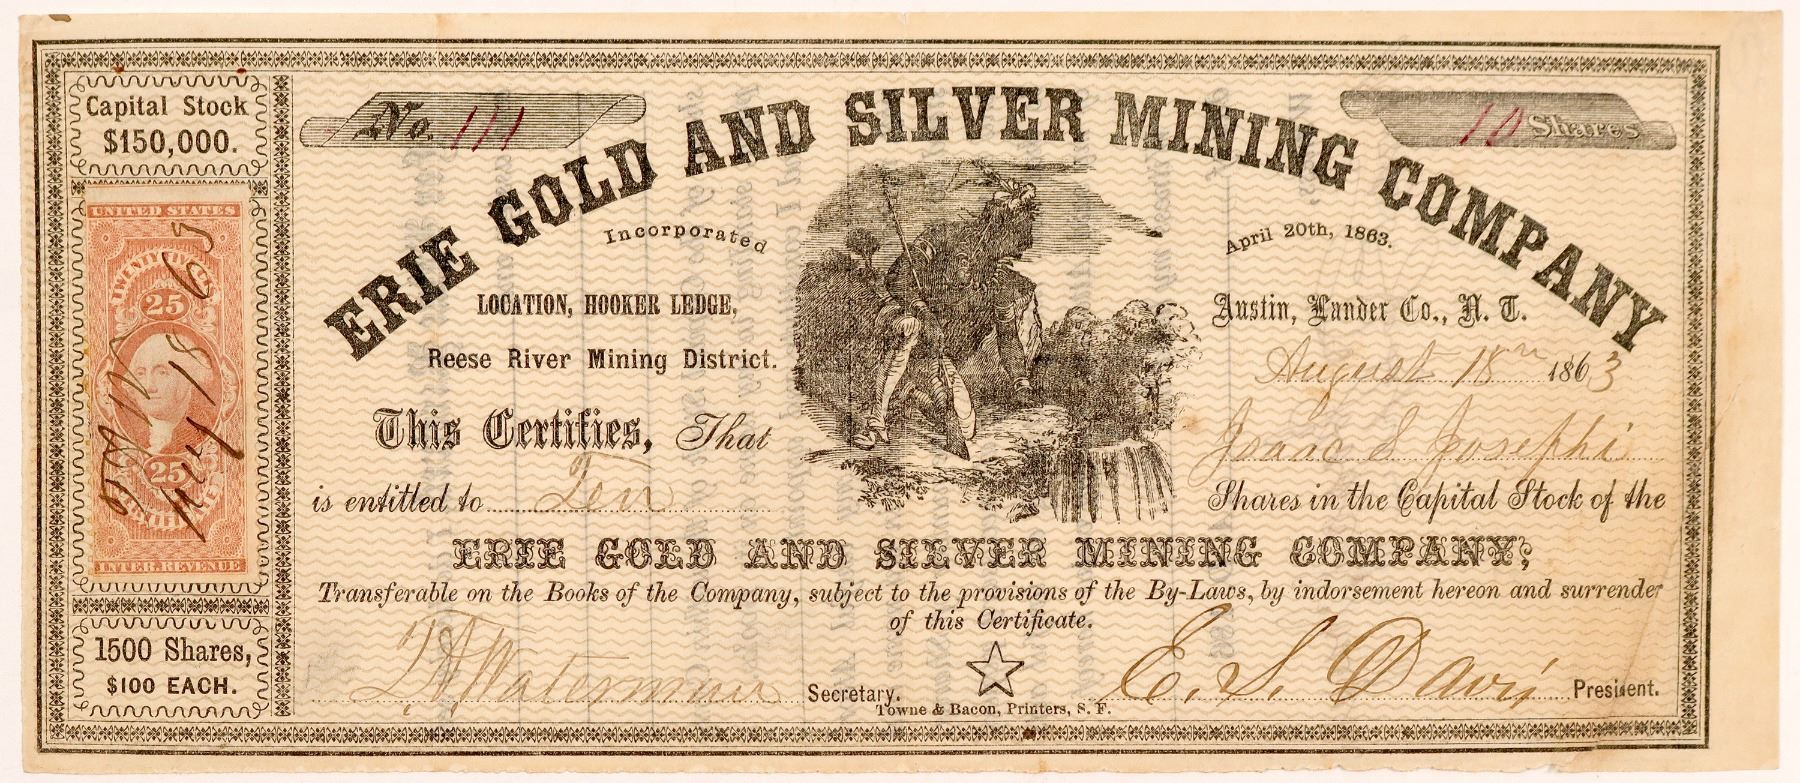 Capital Stock
$150,000.
UNITED STATES
25
25
INTER. REVENUE
1500 Shares,
$100 EACH.
No. 111
10 Shares
ERIE GOLD AND SILVER MINING COMPANY
Incorporated April 20th, 1863.
LOCATION, HOOKER LEDGE, Austin, Lander Co., N. T.
Reese River Mining District. August 18th 1863
This Certifies, That Isaac S Josephi
is entitled to Ten Shares in the Capital Stock of the
ERIE GOLD AND SILVER MINING COMPANY,
Transferable on the Books of the Company, subject to the provisions of the By-Laws, by indorsement hereon and surrender
of this Certificate.
Waterman Secretary. E. S. Davis President.
Towne & Bacon, Printers, S. F.